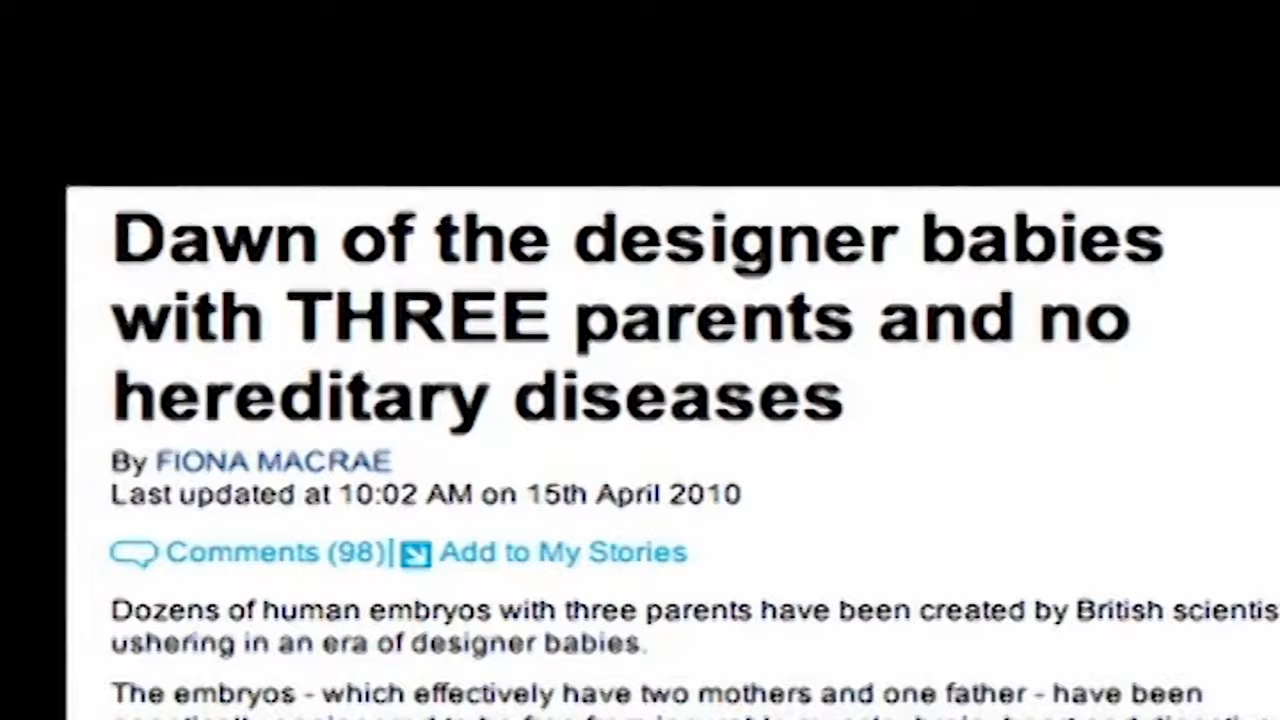 Dawn of the designer babies
with THREE parents and no
hereditary diseases
By FIONA MACRAE
Last updated at 10:02 AM on 15th April 2010
Comments (98)| Add to My Stories
Dozens of human embryos with three parents have been created by British
ushering in an era of designer babies.
The embryos - which effectively have two mothers and one father - have been